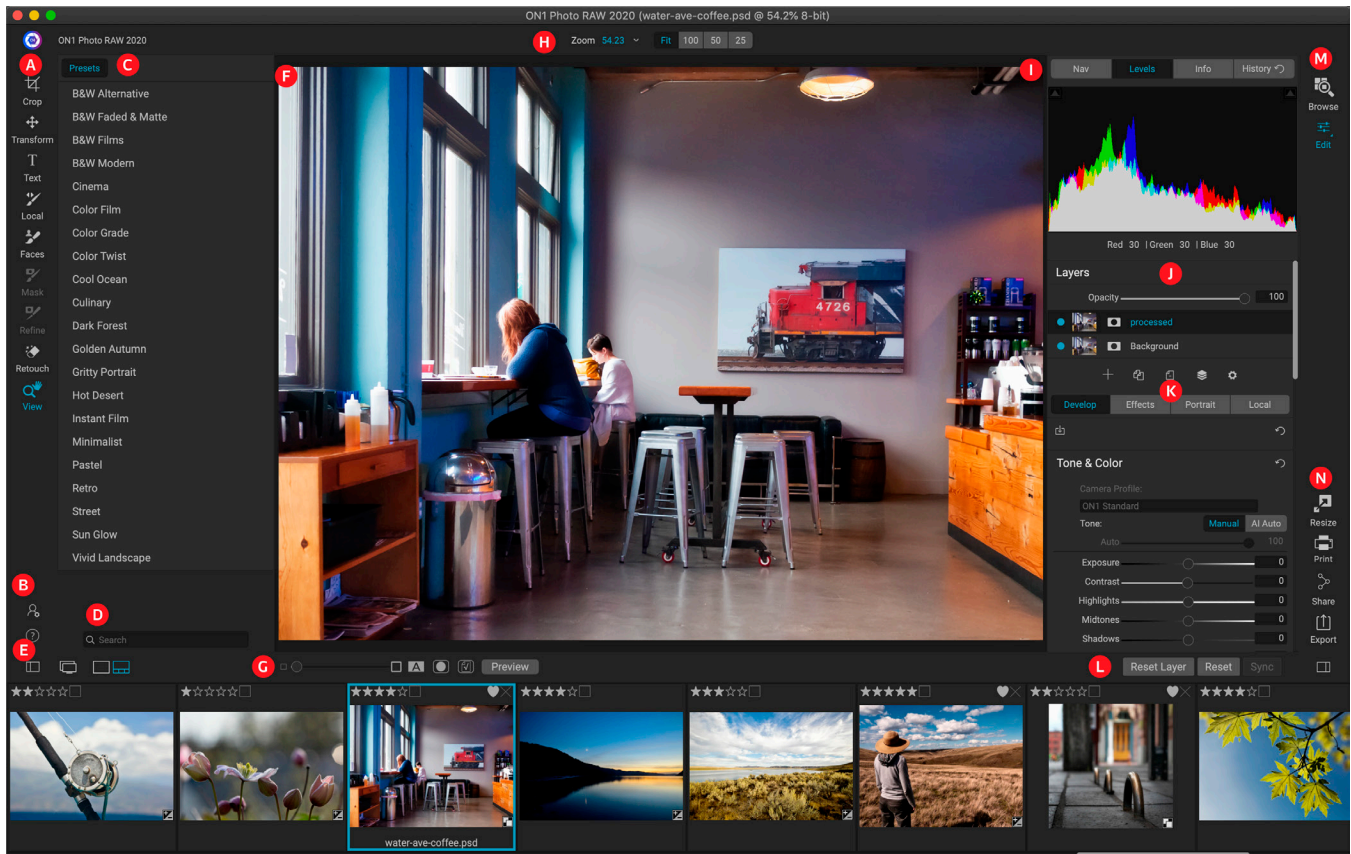 ON1 Photo RAW 2020 (water-ave-coffee.psd @ 54.2% 8-bit)
ON1 Photo RAW 2020
H
Zoom 54.23
Fit 100 50 25
A
Crop
Transform
T
Text
Local
Faces
Mask
Refine
Retouch
View
B
?
E
Presets
C
B&W Alternative
B&W Faded & Matte
B&W Films
B&W Modern
Cinema
Color Film
Color Grade
Color Twist
Cool Ocean
Culinary
Dark Forest
Golden Autumn
Gritty Portrait
Hot Desert
Instant Film
Minimalist
Pastel
Retro
Street
Sun Glow
Vivid Landscape
D
Search
F
4726
I
Nav Levels Info History
Red 30 | Green 30 | Blue 30
Layers
J
Opacity 100
processed
Background
K
Develop Effects Portrait Local
Tone & Color
Camera Profile:
ON1 Standard
Tone: Manual AI Auto
Auto 100
Exposure 0
Contrast 0
Highlights 0
Midtones 0
Shadows 0
M
Browse
Edit
N
Resize
Print
Share
Export
G
A
Preview
L
Reset Layer Reset Sync
water-ave-coffee.psd